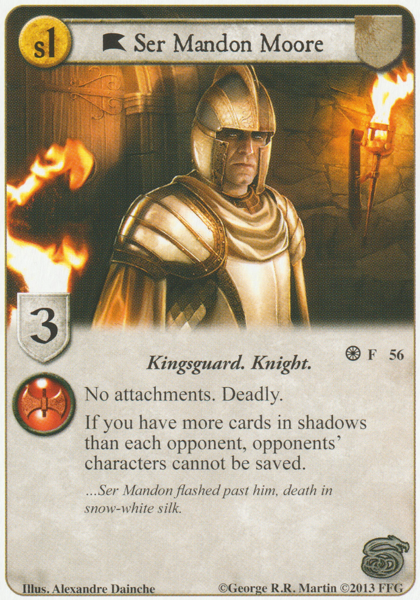 s1
Ser Mandon Moore
3
Kingsguard. Knight.
F 56
No attachments. Deadly.
If you have more cards in shadows
than each opponent, opponents’
characters cannot be saved.
...Ser Mandon flashed past him, death in
snow-white silk.
Illus. Alexandre Dainche ©George R.R. Martin ©2013 FFG